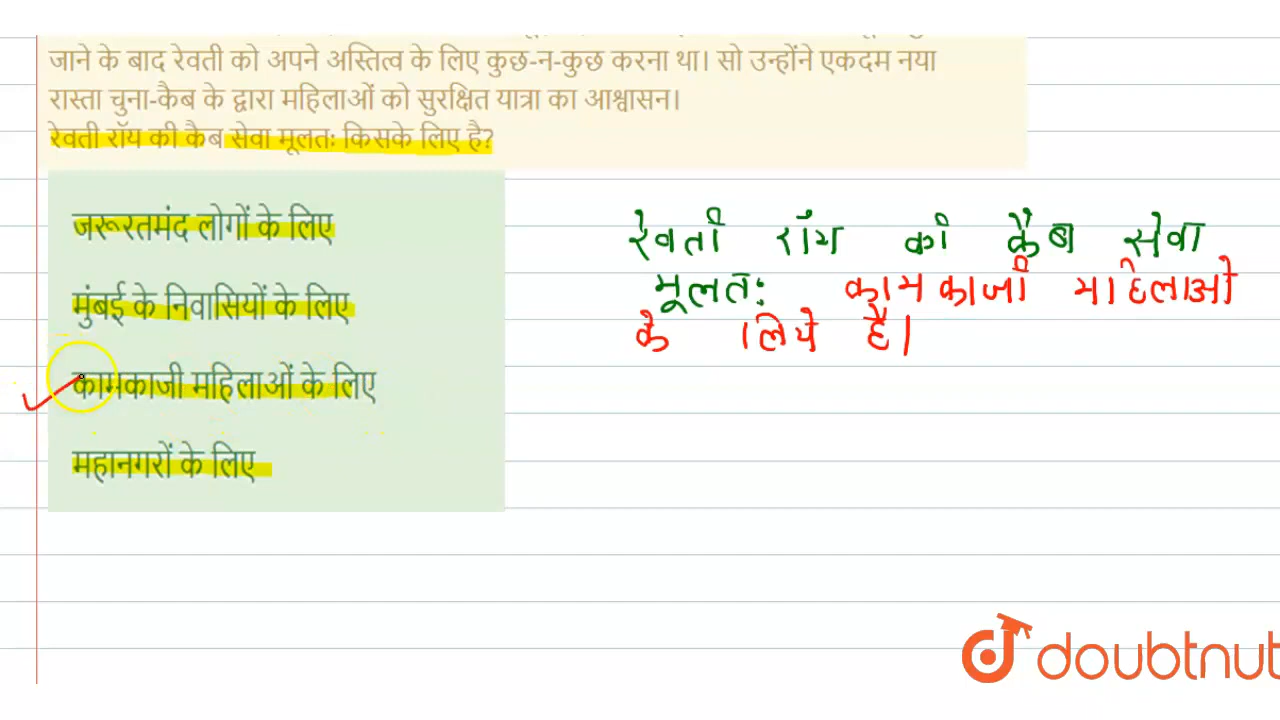 जाने के बाद रेवती को अपने अस्तित्व के लिए कुछ-न-कुछ करना था। सो उन्होंने एकदम नया
रास्ता चुना-कैब के द्वारा महिलाओं को सुरक्षित यात्रा का आश्वासन।
रेवती रॉय की कैब सेवा मूलतः किसके लिए है?
जरूरतमंद लोगों के लिए
मुंबई के निवासियों के लिए
कामकाजी महिलाओं के लिए
महानगरों के लिए
रेवती रॉय की कैब सेवा
मूलतः कामकाजी महिलाओ
के लिये है।
doubtnut